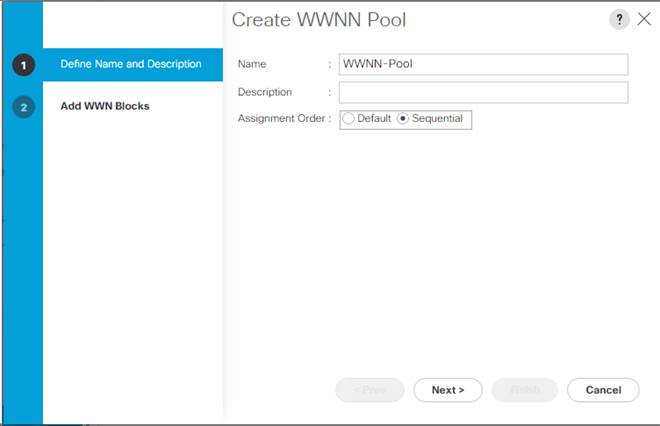 Create WWNN Pool
?
1
Define Name and Description
2
Add WWN Blocks
Name :
WWNN-Pool
Description :
Assignment Order :
Default
Sequential
< Prev
Next >
Finish
Cancel